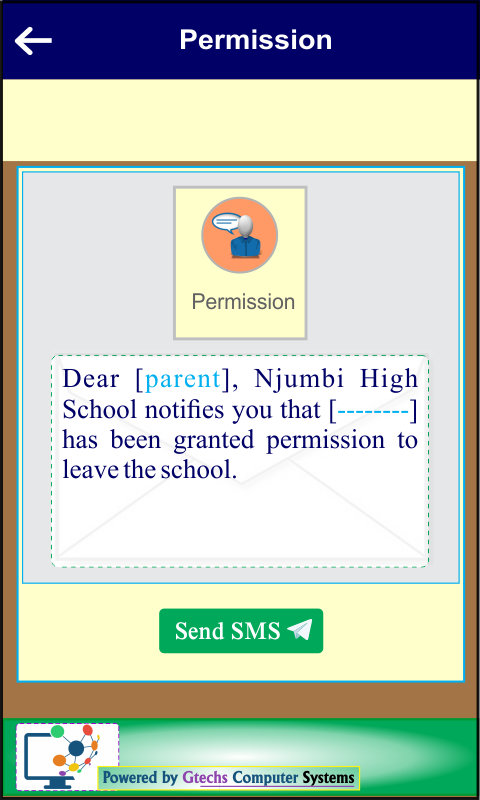 Permission
Permission
Dear [parent], Njumbi High
School notifies you that [--------]
has been granted permission to
leave the school.
Send SMS
Powered by Gtechs Computer Systems